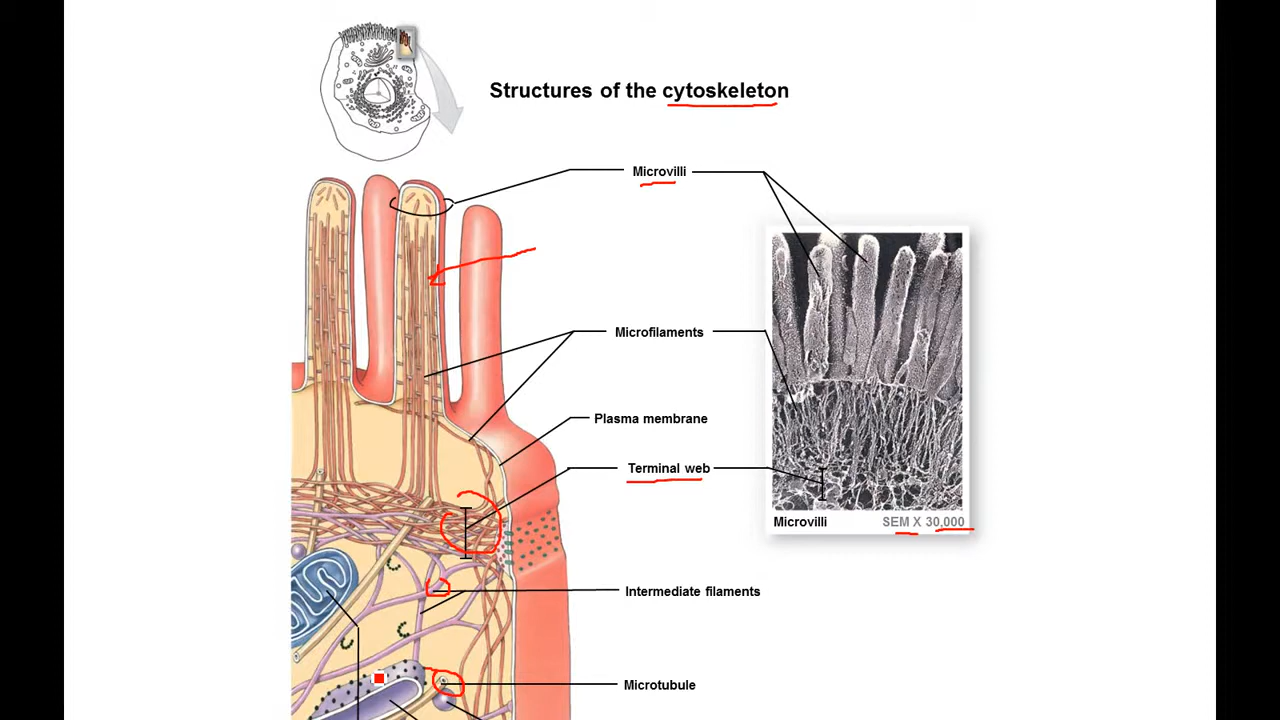 Structures of the cytoskeleton
Microvilli
Microfilaments
Plasma membrane
Terminal web
Microvilli SEM X 30,000
Intermediate filaments
Microtubule